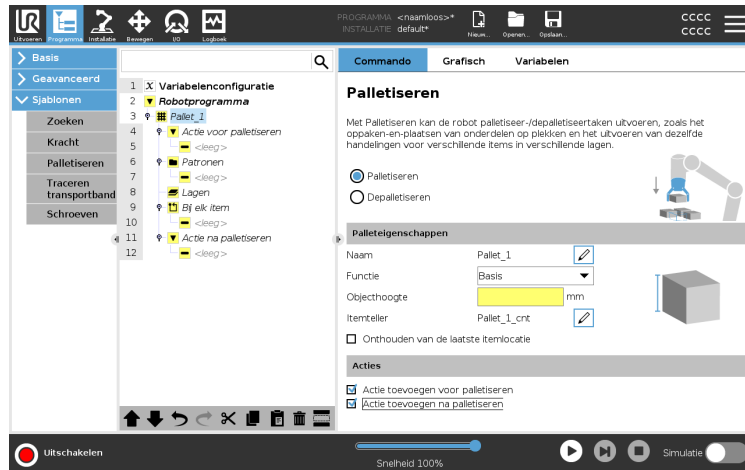 UR
PROGRAMMA <naamloos>*
INSTALLATIE default*
Uitvoeren Programma Installatie Bewegen I/O Logboek
Nieuw... Openen... Opslaan...
cccc
cccc
Basis
Geavanceerd
Sjablonen
Zoeken
Kracht
Palletiseren
Traceren
transportband
Schroeven
1 X Variabelenconfiguratie
2 Robotprogramma
3 Pallet_1
4 Actie voor palletiseren
5 <leeg>
6 Patronen
7 <leeg>
8 Lagen
9 Bij elk item
10 <leeg>
11 Actie na palletiseren
12 <leeg>
Commando Grafisch Variabelen
Palletiseren
Met Palletiseren kan de robot palletiseer-/depalletiseertaken uitvoeren, zoals het
oppaken-en-plaatsen van onderdelen op plekken en het uitvoeren van dezelfde
handelingen voor verschillende items in verschillende lagen.
Palletiseren
Depalletiseren
Palleteigenschappen
Naam Pallet_1
Functie Basis
Objecthoogte mm
Itemteller Pallet_1_cnt
Onthouden van de laatste itemlocatie
Acties
Actie toevoegen voor palletiseren
Actie toevoegen na palletiseren
Uitschakelen
Snelheid 100%
Simulatie